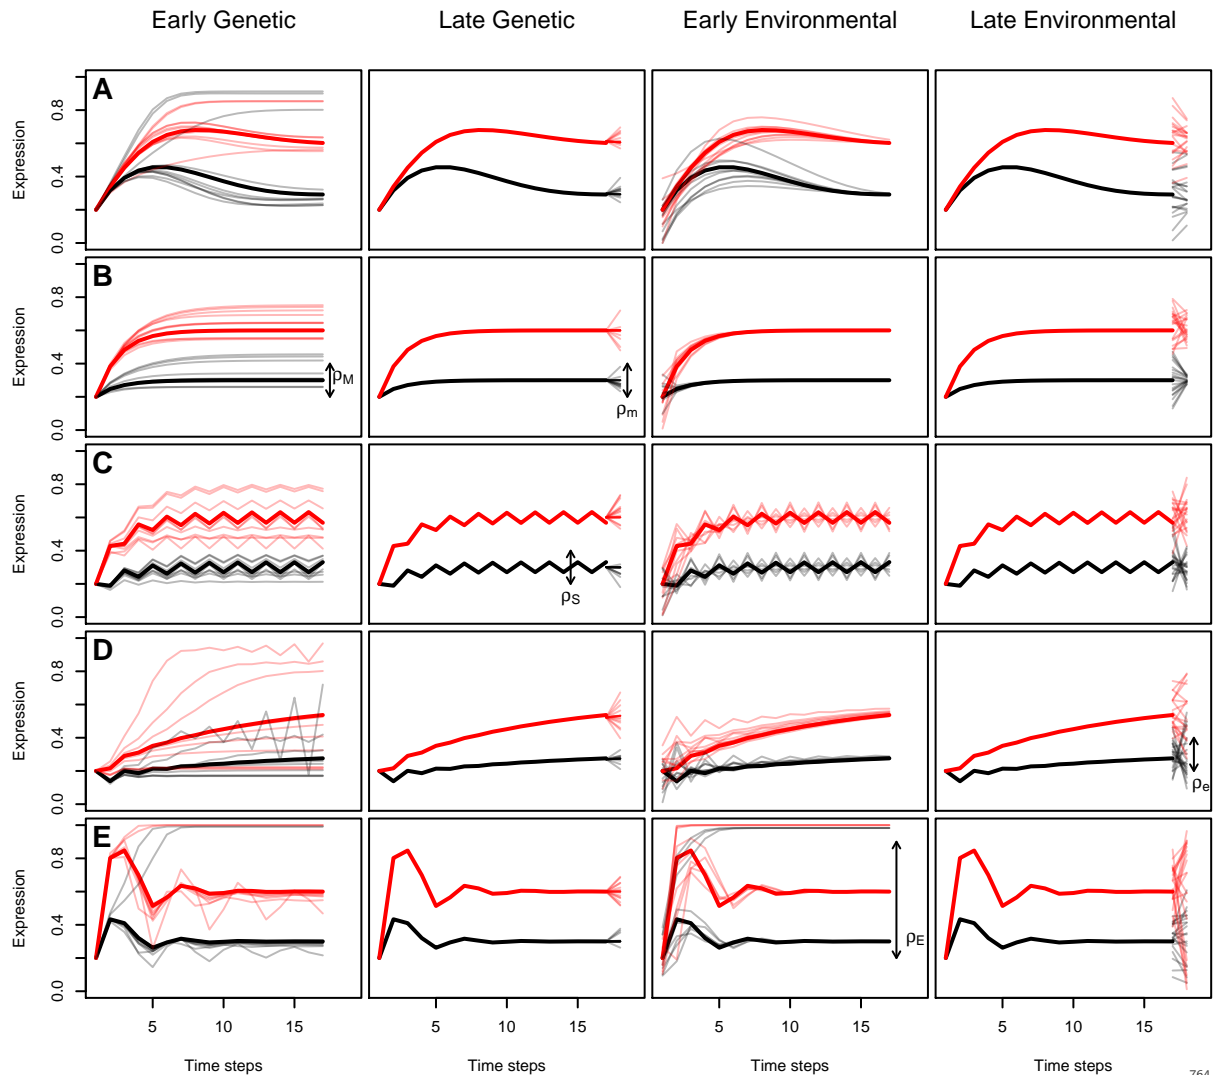 Early Genetic Late Genetic Early Environmental Late Environmental
A
Expression
0.0 0.4 0.8
B
Expression
0.0 0.4 0.8
ρM
ρm
C
Expression
0.0 0.4 0.8
ρS
D
Expression
0.0 0.4 0.8
ρe
E
Expression
0.0 0.4 0.8
ρE
5 10 15 5 10 15 5 10 15 5 10 15
Time steps Time steps Time steps Time steps
764